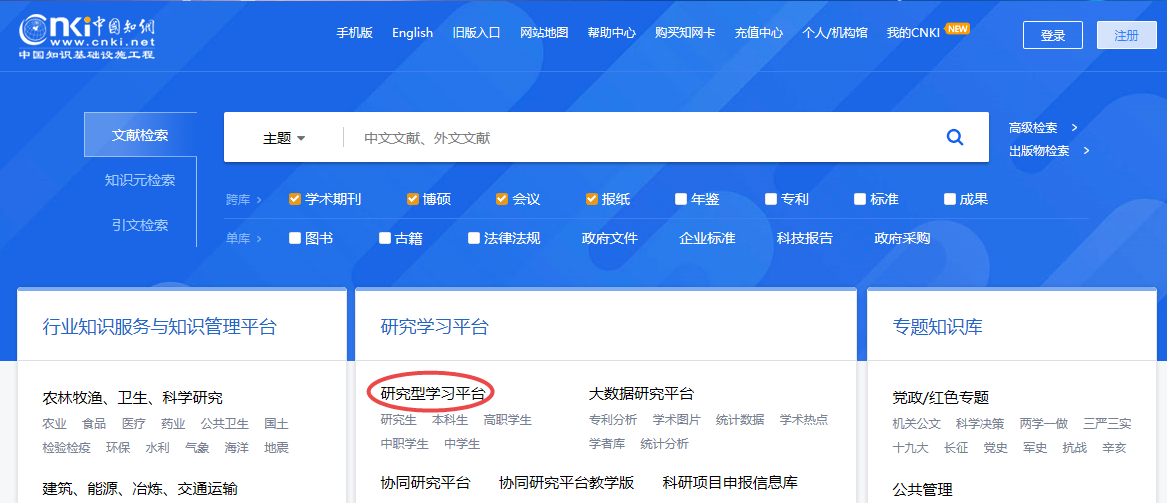 Cnki中国知网
www.cnki.net
中国知识基础设施工程
手机版 English 旧版入口 网站地图 帮助中心 购买知网卡 充值中心 个人/机构馆 我的CNKI NEW 登录 注册
文献检索 主题 中文文献、外文文献 高级检索 >
出版物检索 >
知识元检索
引文检索
跨库 > 学术期刊 博硕 会议 报纸 年鉴 专利 标准 成果
单库 > 图书 古籍 法律法规 政府文件 企业标准 科技报告 政府采购
行业知识服务与知识管理平台
农林牧渔、卫生、科学研究
农业 食品 医疗 药业 公共卫生 国土
检验检疫 环保 水利 气象 海洋 地震
建筑、能源、冶炼、交通运输
研究学习平台
研究型学习平台 大数据研究平台
研究生 本科生 高职学生 专利分析 学术图片 统计数据 学术热点
中职学生 中学生 学者库 统计分析
协同研究平台 协同研究平台教学版 科研项目申报信息库
专题知识库
党政/红色专题
机关公文 科学决策 两学一做 三严三实
十九大 长征 党史 军史 抗战 辛亥
公共管理